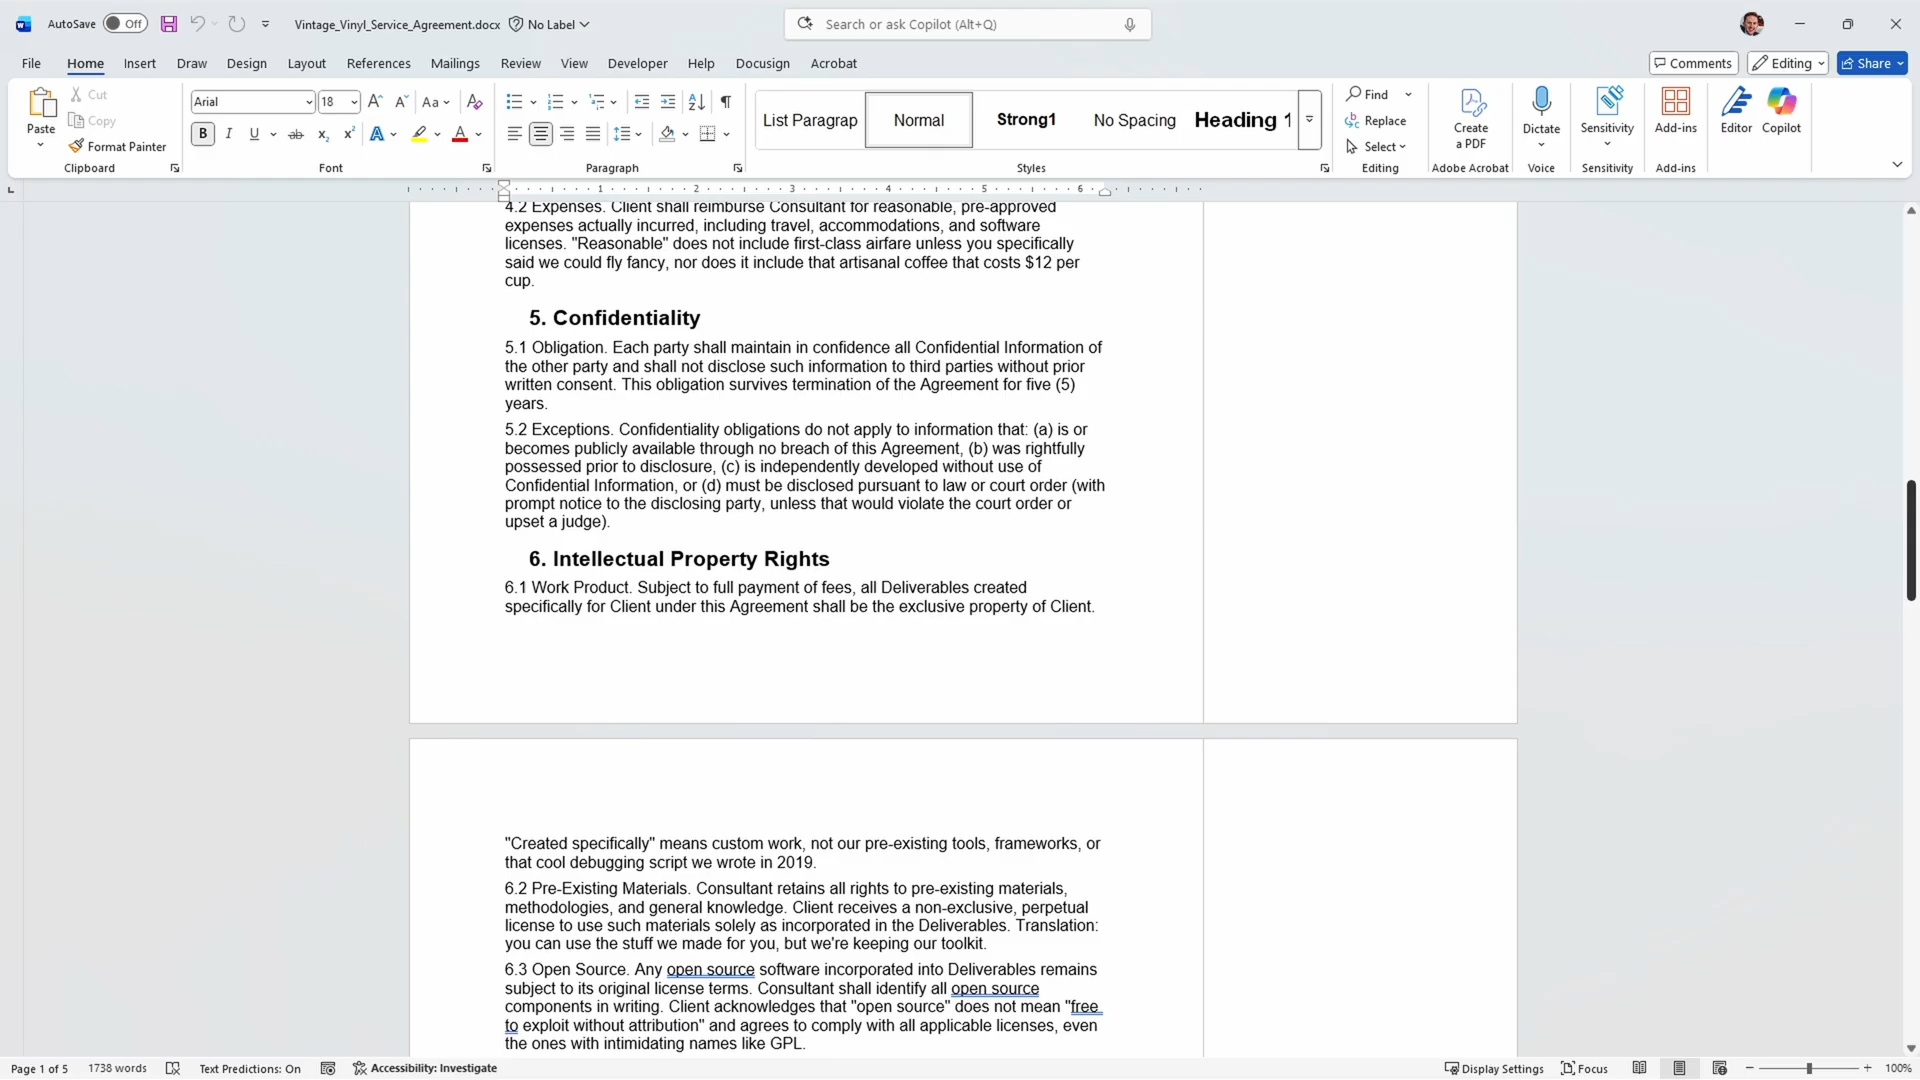 AutoSave Off Vintage_Vinyl_Service_Agreement.docx No Label Search or ask Copilot (Alt+Q)
File Home Insert Draw Design Layout References Mailings Review View Developer Help Docusign Acrobat Comments Editing Share
Paste
Cut
Copy
Format Painter
Clipboard
Arial 18
Font
Paragraph
List Paragrap Normal Strong1 No Spacing Heading 1
Styles
Find
Replace
Select
Editing
Create
a PDF
Adobe Acrobat
Dictate
Voice
Sensitivity
Sensitivity
Add-ins
Add-ins
Editor
Copilot
1 2 3 4 5 6
4.2 Expenses. Client shall reimburse Consultant for reasonable, pre-approved
expenses actually incurred, including travel, accommodations, and software
licenses. "Reasonable" does not include first-class airfare unless you specifically
said we could fly fancy, nor does it include that artisanal coffee that costs $12 per
cup.
5. Confidentiality
5.1 Obligation. Each party shall maintain in confidence all Confidential Information of
the other party and shall not disclose such information to third parties without prior
written consent. This obligation survives termination of the Agreement for five (5)
years.
5.2 Exceptions. Confidentiality obligations do not apply to information that: (a) is or
becomes publicly available through no breach of this Agreement, (b) was rightfully
possessed prior to disclosure, (c) is independently developed without use of
Confidential Information, or (d) must be disclosed pursuant to law or court order (with
prompt notice to the disclosing party, unless that would violate the court order or
upset a judge).
6. Intellectual Property Rights
6.1 Work Product. Subject to full payment of fees, all Deliverables created
specifically for Client under this Agreement shall be the exclusive property of Client.
"Created specifically" means custom work, not our pre-existing tools, frameworks, or
that cool debugging script we wrote in 2019.
6.2 Pre-Existing Materials. Consultant retains all rights to pre-existing materials,
methodologies, and general knowledge. Client receives a non-exclusive, perpetual
license to use such materials solely as incorporated in the Deliverables. Translation:
you can use the stuff we made for you, but we're keeping our toolkit.
6.3 Open Source. Any open source software incorporated into Deliverables remains
subject to its original license terms. Consultant shall identify all open source
components in writing. Client acknowledges that "open source" does not mean "free
to exploit without attribution" and agrees to comply with all applicable licenses, even
the ones with intimidating names like GPL.
Page 1 of 5 1738 words Text Predictions: On Accessibility: Investigate Display Settings Focus 100%